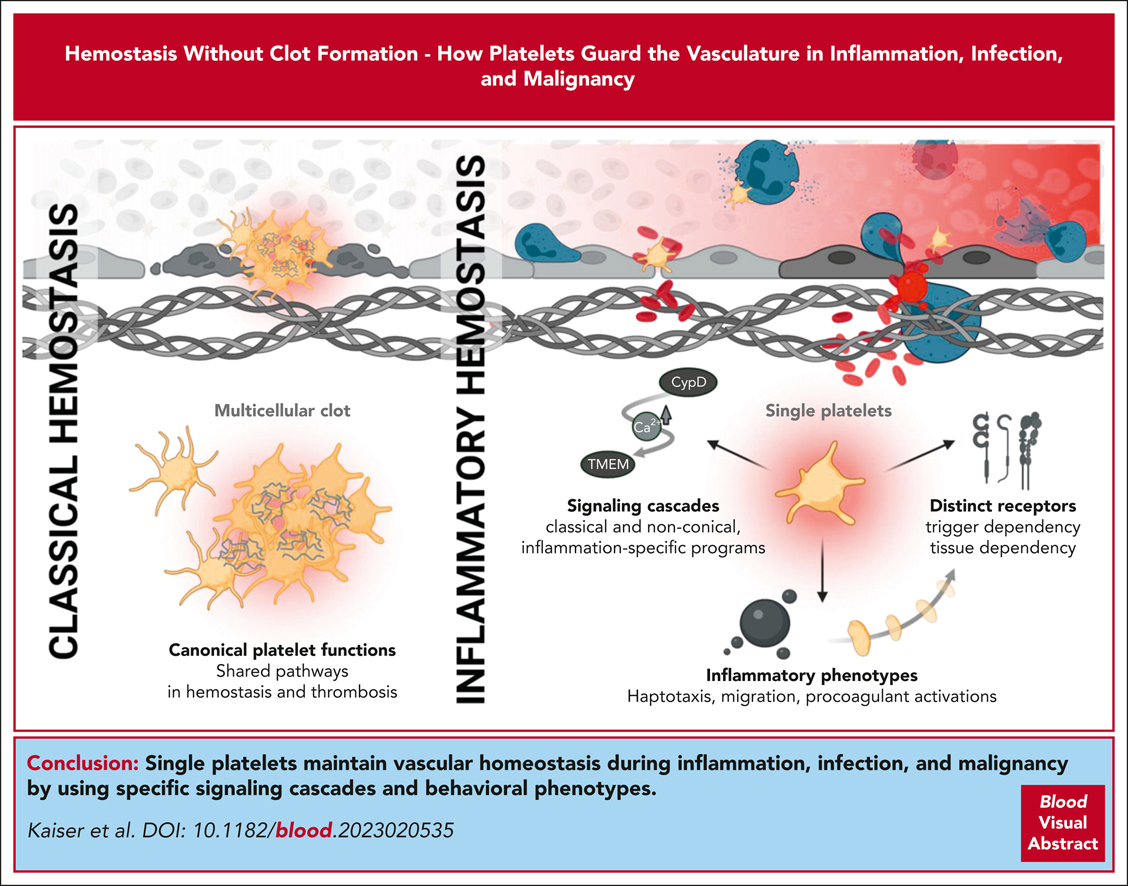 Hemostasis Without Clot Formation - How Platelets Guard the Vasculature in Inflammation, Infection,
and Malignancy
CLASSICAL HEMOSTASIS
Multicellular clot
Canonical platelet functions
Shared pathways
in hemostasis and thrombosis
INFLAMMATORY HEMOSTASIS
CypD
Ca2+
TMEM
Single platelets
Signaling cascades
classical and non-conical,
inflammation-specific programs
Distinct receptors
trigger dependency
tissue dependency
Inflammatory phenotypes
Haptotaxis, migration, procoagulant activations
Conclusion: Single platelets maintain vascular homeostasis during inflammation, infection, and malignancy
by using specific signaling cascades and behavioral phenotypes.
Kaiser et al. DOI: 10.1182/blood.2023020535
Blood
Visual
Abstract